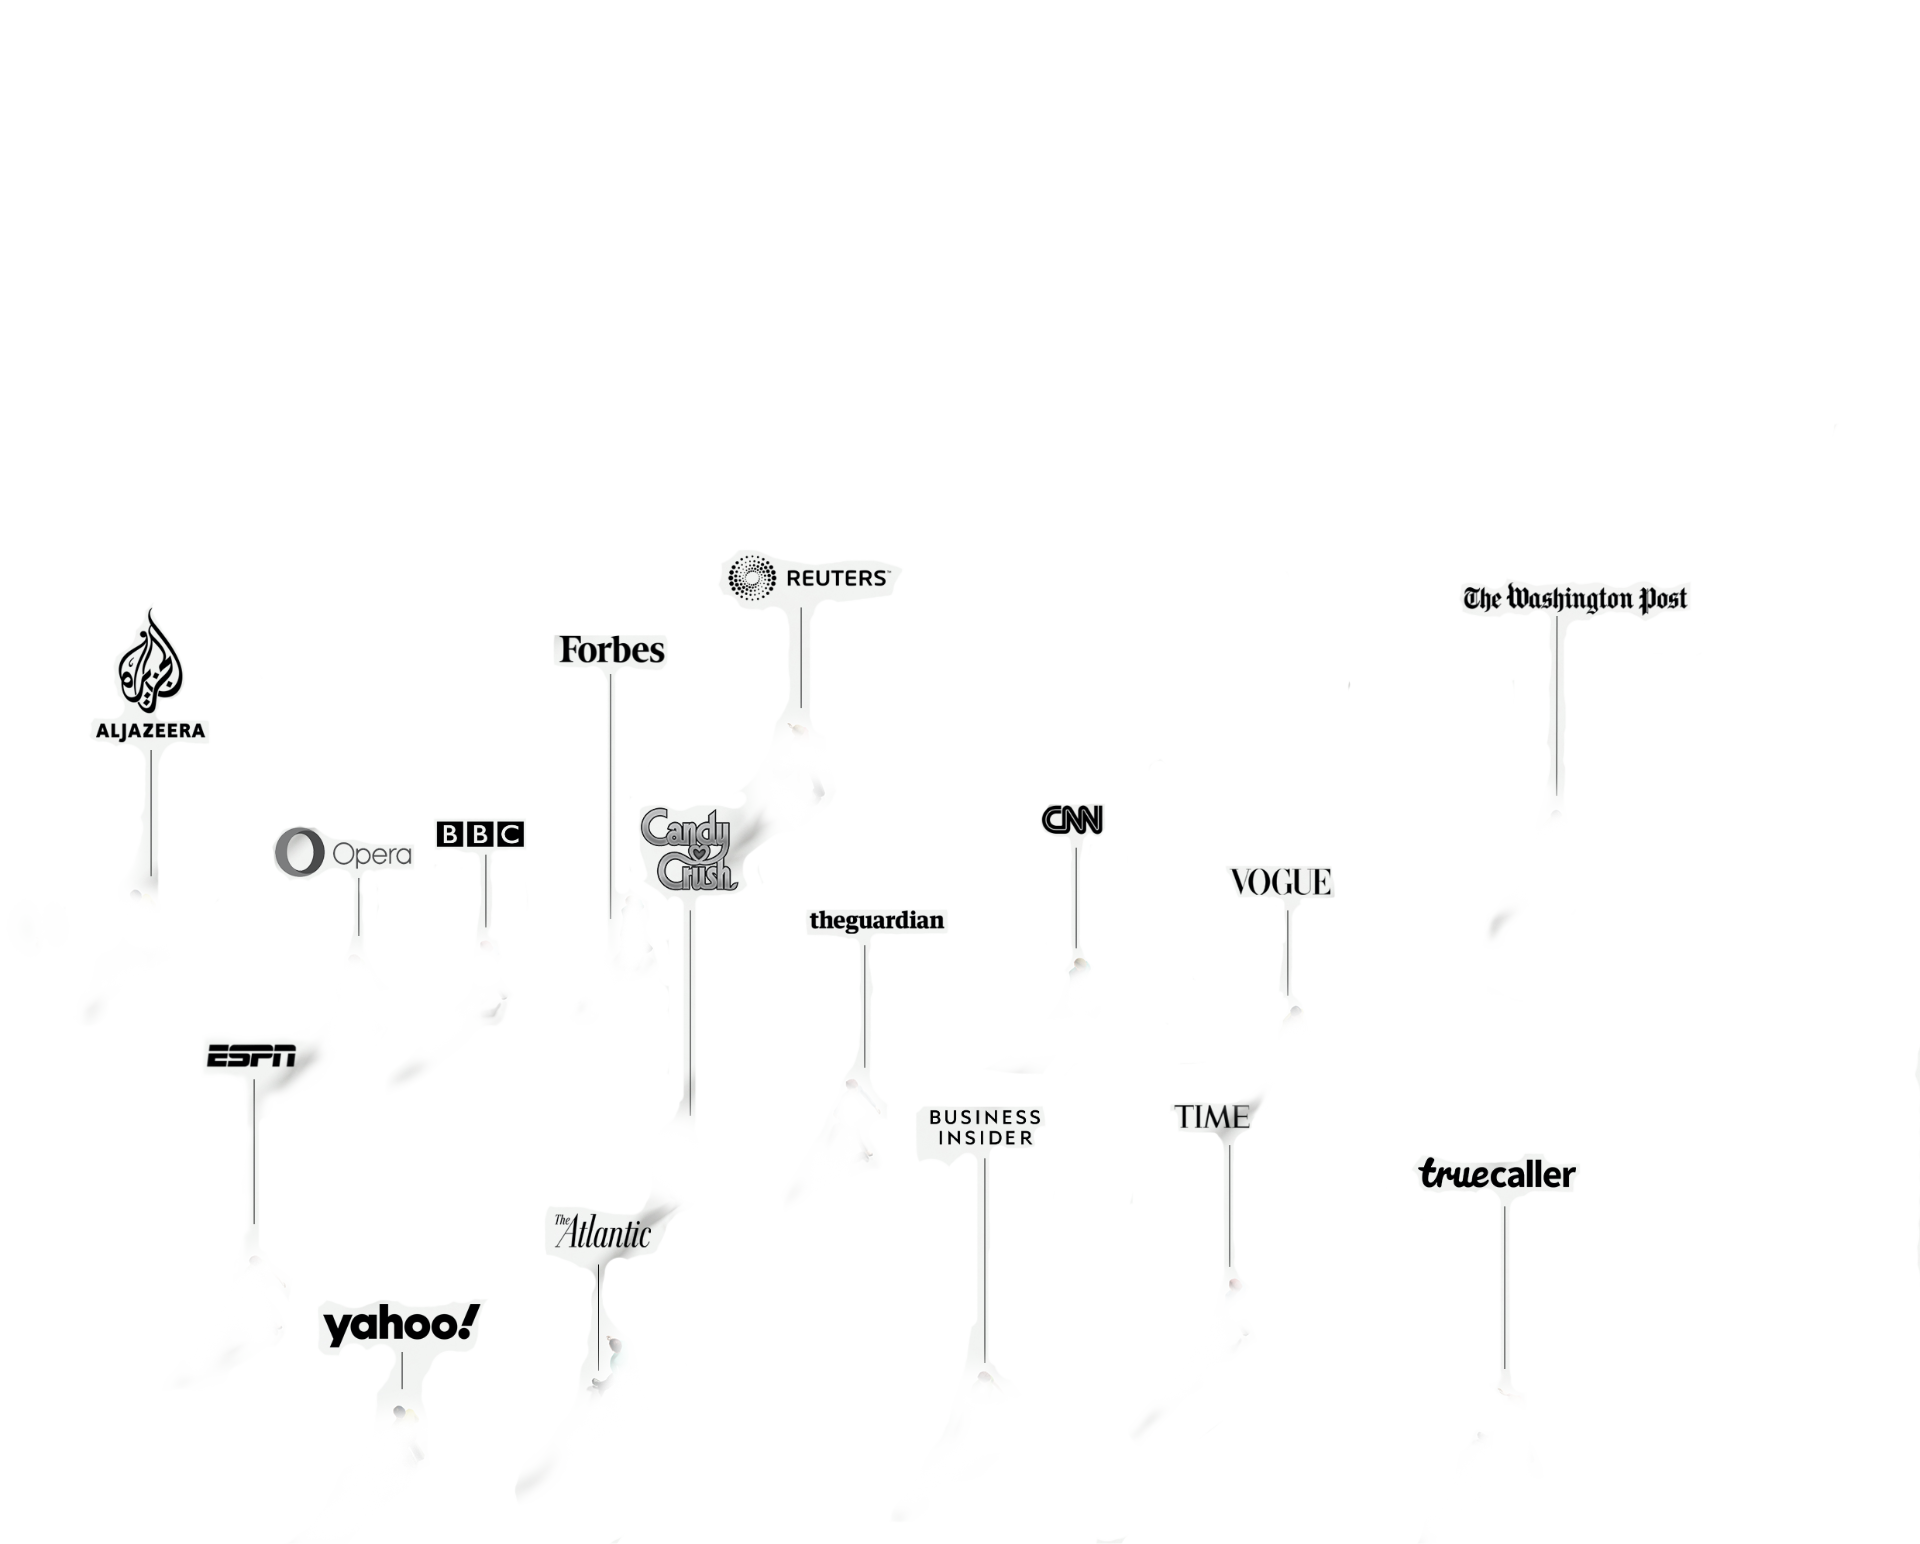 REUTERS™
The Washington Post
Forbes
الجزيرة
ALJAZEERA
CNN
BBC
Candy
Crush
Opera
VOGUE
theguardian
ESPN
BUSINESS
INSIDER
TIME
truecaller
The Atlantic
yahoo!